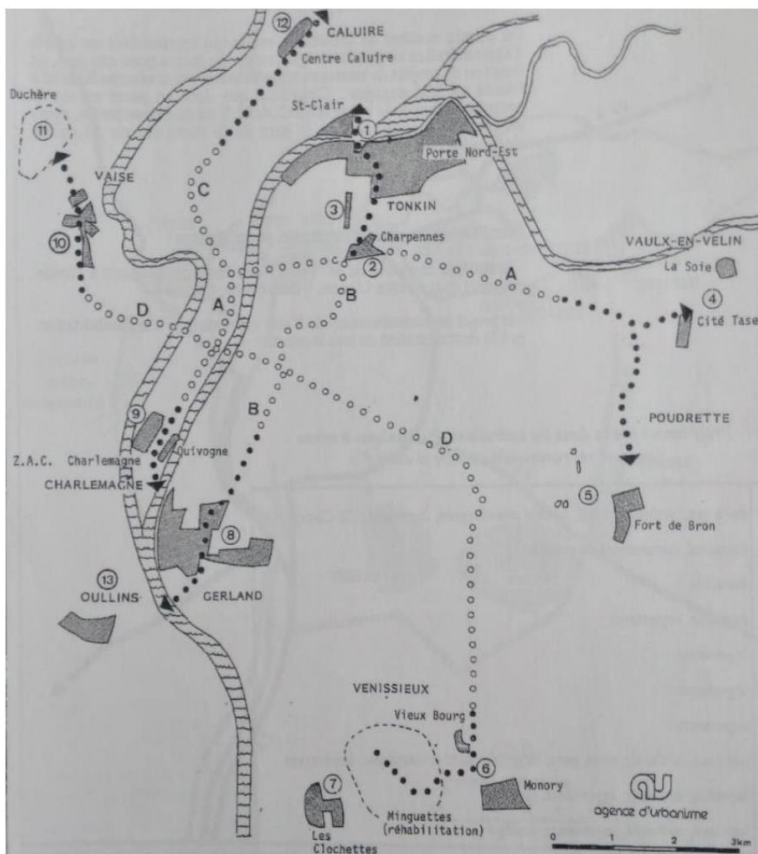 12
CALUIRE
Centre Caluire
Duchère
11
St-Clair
1
Porte Nord-Est
VAISE
C
3
TONKIN
Charpennes
10
2
VAULX-EN-VELIN
La Soie
A
B
4
D
A
Cité Tase
B
D
POUDRETTE
9
Quivogne
Z.A.C. Charlemagne
CHARLEMAGNE
5
Fort de Bron
8
13
OULLINS
GERLAND
VENISSIEUX
Vieux Bourg
6
7
Monory
Minguettes
(réhabilitation)
Les
Clochettes
agence d'urbanisme
0 1 2 3km